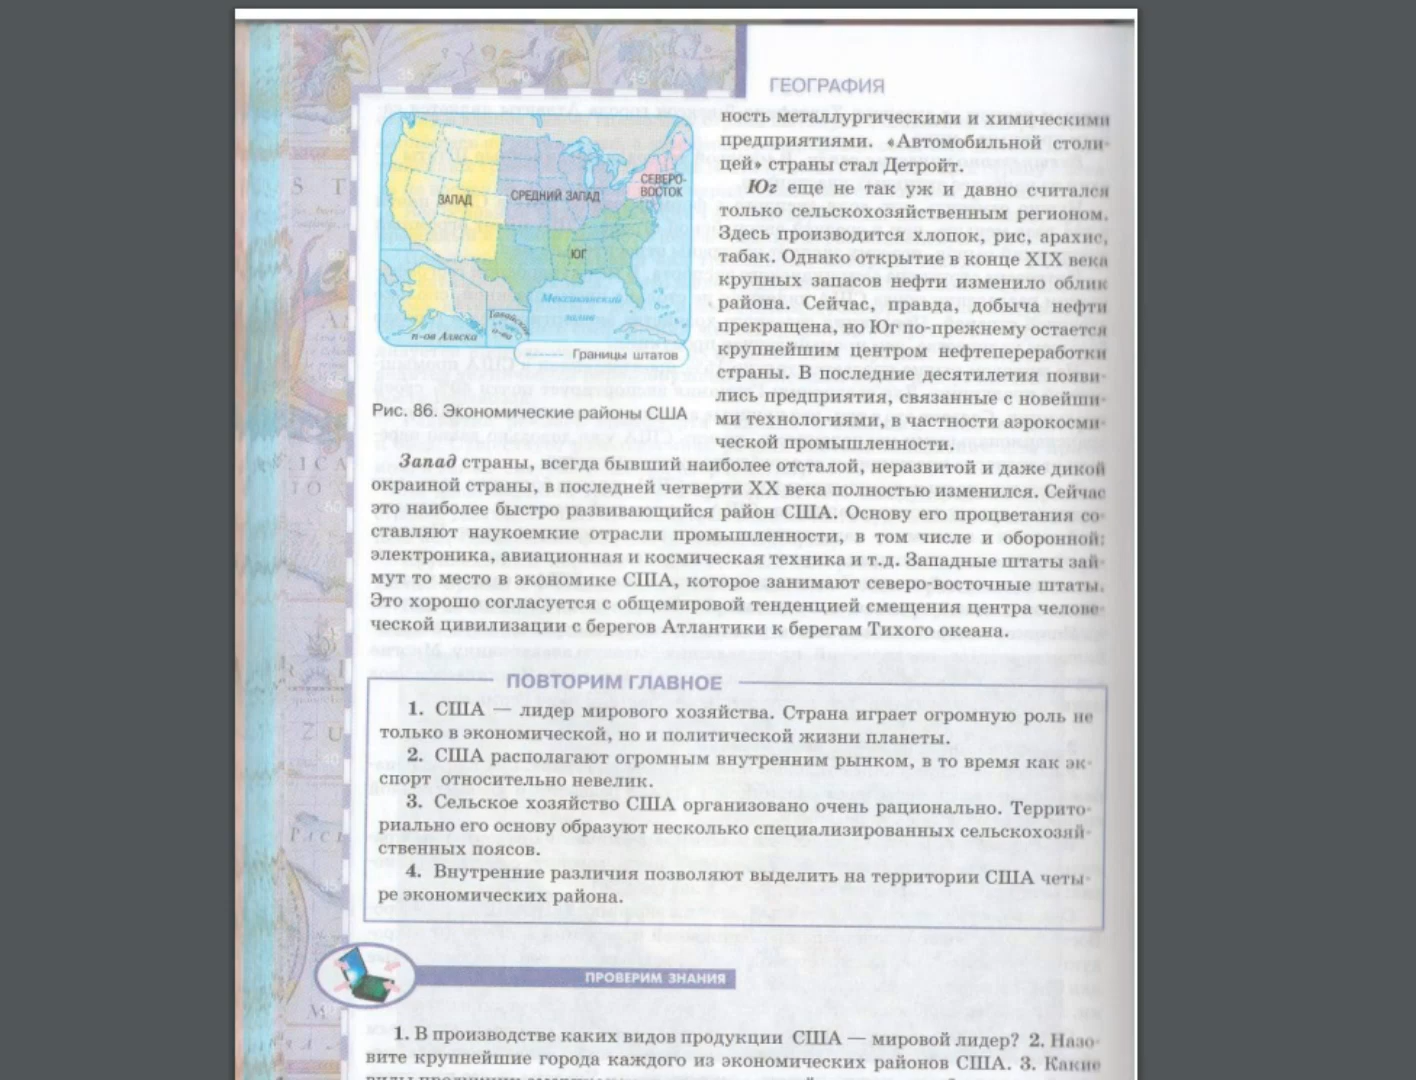 ГЕОГРАФИЯ
ЗАПАД
СРЕДНИЙ ЗАПАД
СЕВЕРО-
ВОСТОК
ЮГ
Мексиканский
залив
п-ов Аляска
Гавайские
о-ва
Границы штатов
Рис. 86. Экономические районы США
ность металлургическими и химическими
предприятиями. «Автомобильной столи-
цей» страны стал Детройт.
Юг еще не так уж и давно считался
только сельскохозяйственным регионом.
Здесь производится хлопок, рис, арахис,
табак. Однако открытие в конце XIX века
крупных запасов нефти изменило облик
района. Сейчас, правда, добыча нефти
прекращена, но Юг по-прежнему остается
крупнейшим центром нефтепереработки
страны. В последние десятилетия появи-
лись предприятия, связанные с новейши-
ми технологиями, в частности аэрокосми-
ческой промышленности.
Запад страны, всегда бывший наиболее отсталой, неразвитой и даже дикой
окраиной страны, в последней четверти XX века полностью изменился. Сейчас
это наиболее быстро развивающийся район США. Основу его процветания со-
ставляют наукоемкие отрасли промышленности, в том числе и оборонной:
электроника, авиационная и космическая техника и т.д. Западные штаты зай-
мут то место в экономике США, которое занимают северо-восточные штаты.
Это хорошо согласуется с общемировой тенденцией смещения центра челове-
ческой цивилизации с берегов Атлантики к берегам Тихого океана.
ПОВТОРИМ ГЛАВНОЕ
1. США — лидер мирового хозяйства. Страна играет огромную роль не
только в экономической, но и политической жизни планеты.
2. США располагают огромным внутренним рынком, в то время как эк-
спорт относительно невелик.
3. Сельское хозяйство США организовано очень рационально. Террито-
риально его основу образуют несколько специализированных сельскохозяй-
ственных поясов.
4. Внутренние различия позволяют выделить на территории США четы-
ре экономических района.
ПРОВЕРИМ ЗНАНИЯ
1. В производстве каких видов продукции США — мировой лидер? 2. Назо-
вите крупнейшие города каждого из экономических районов США. 3. Какие